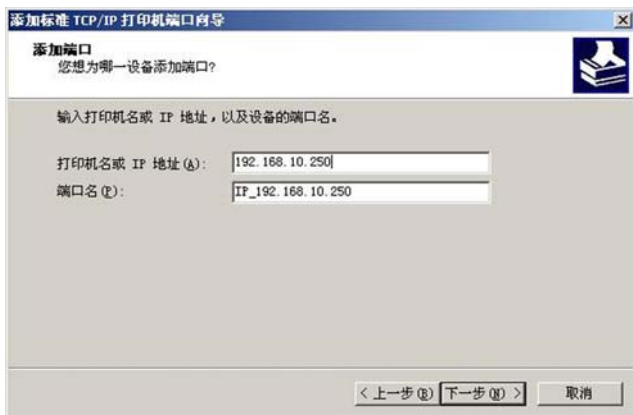 添加标准 TCP/IP 打印机端口向导
添加端口
您想为哪一设备添加端口?
输入打印机名或 IP 地址，以及设备的端口名。
打印机名或 IP 地址(A): 192.168.10.250
端口名(P): IP_192.168.10.250
< 上一步(B) 下一步(N) > 取消